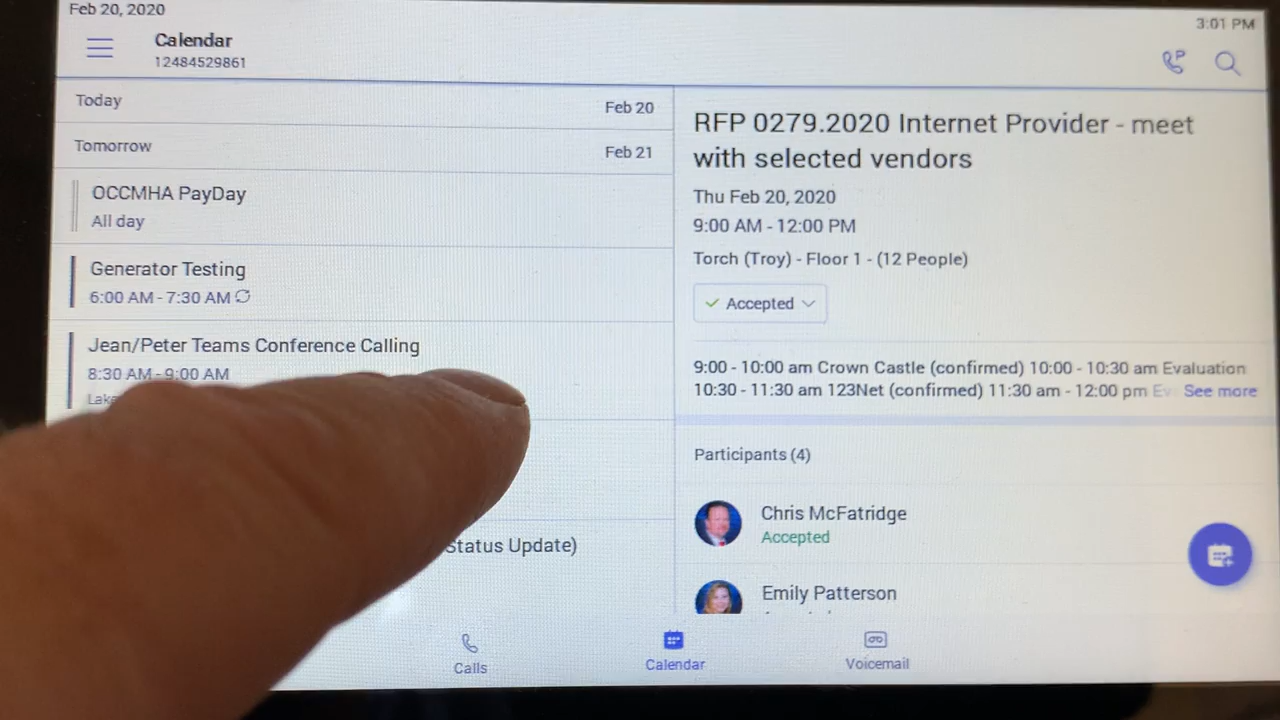 Feb 20, 2020
3:01 PM
Calendar
12484529861
Today
Feb 20
Tomorrow
Feb 21
OCCMHA PayDay
All day
Generator Testing
6:00 AM - 7:30 AM
Jean/Peter Teams Conference Calling
8:30 AM - 9:00 AM
Status Update)
RFP 0279.2020 Internet Provider - meet
with selected vendors
Thu Feb 20, 2020
9:00 AM - 12:00 PM
Torch (Troy) - Floor 1 - (12 People)
Accepted
9:00 - 10:00 am Crown Castle (confirmed) 10:00 - 10:30 am Evaluation
10:30 - 11:30 am 123Net (confirmed) 11:30 am - 12:00 pm Ev See more
Participants (4)
Chris McFatridge
Accepted
Emily Patterson
Calls
Calendar
Voicemail